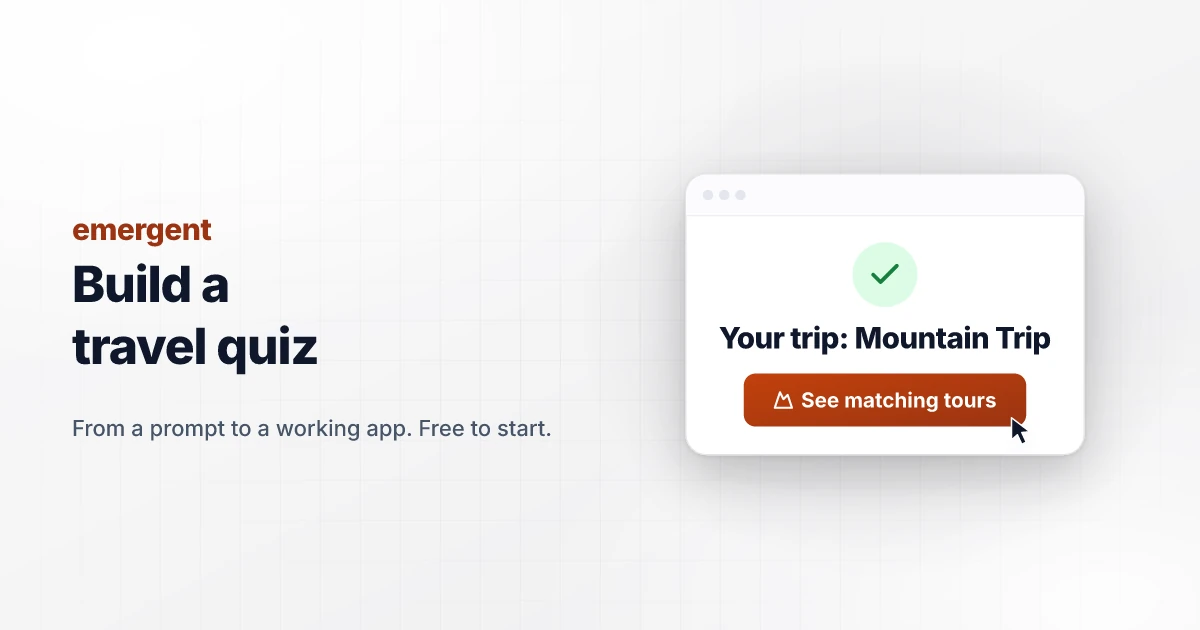 emergent
Build a
travel quiz
From a prompt to a working app. Free to start.
Your trip: Mountain Trip
See matching tours